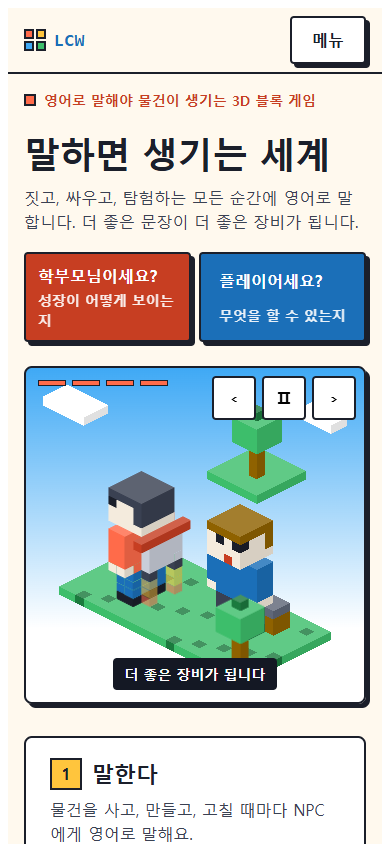 LCW
메뉴
영어로 말해야 물건이 생기는 3D 블록 게임
말하면 생기는 세계
짓고, 싸우고, 탐험하는 모든 순간에 영어로 말
합니다. 더 좋은 문장이 더 좋은 장비가 됩니다.
학부모님이세요?
성장이 어떻게 보이는
지
플레이어세요?
무엇을 할 수 있는지
더 좋은 장비가 됩니다
1 말한다
물건을 사고, 만들고, 고칠 때마다 NPC
에게 영어로 말해요.